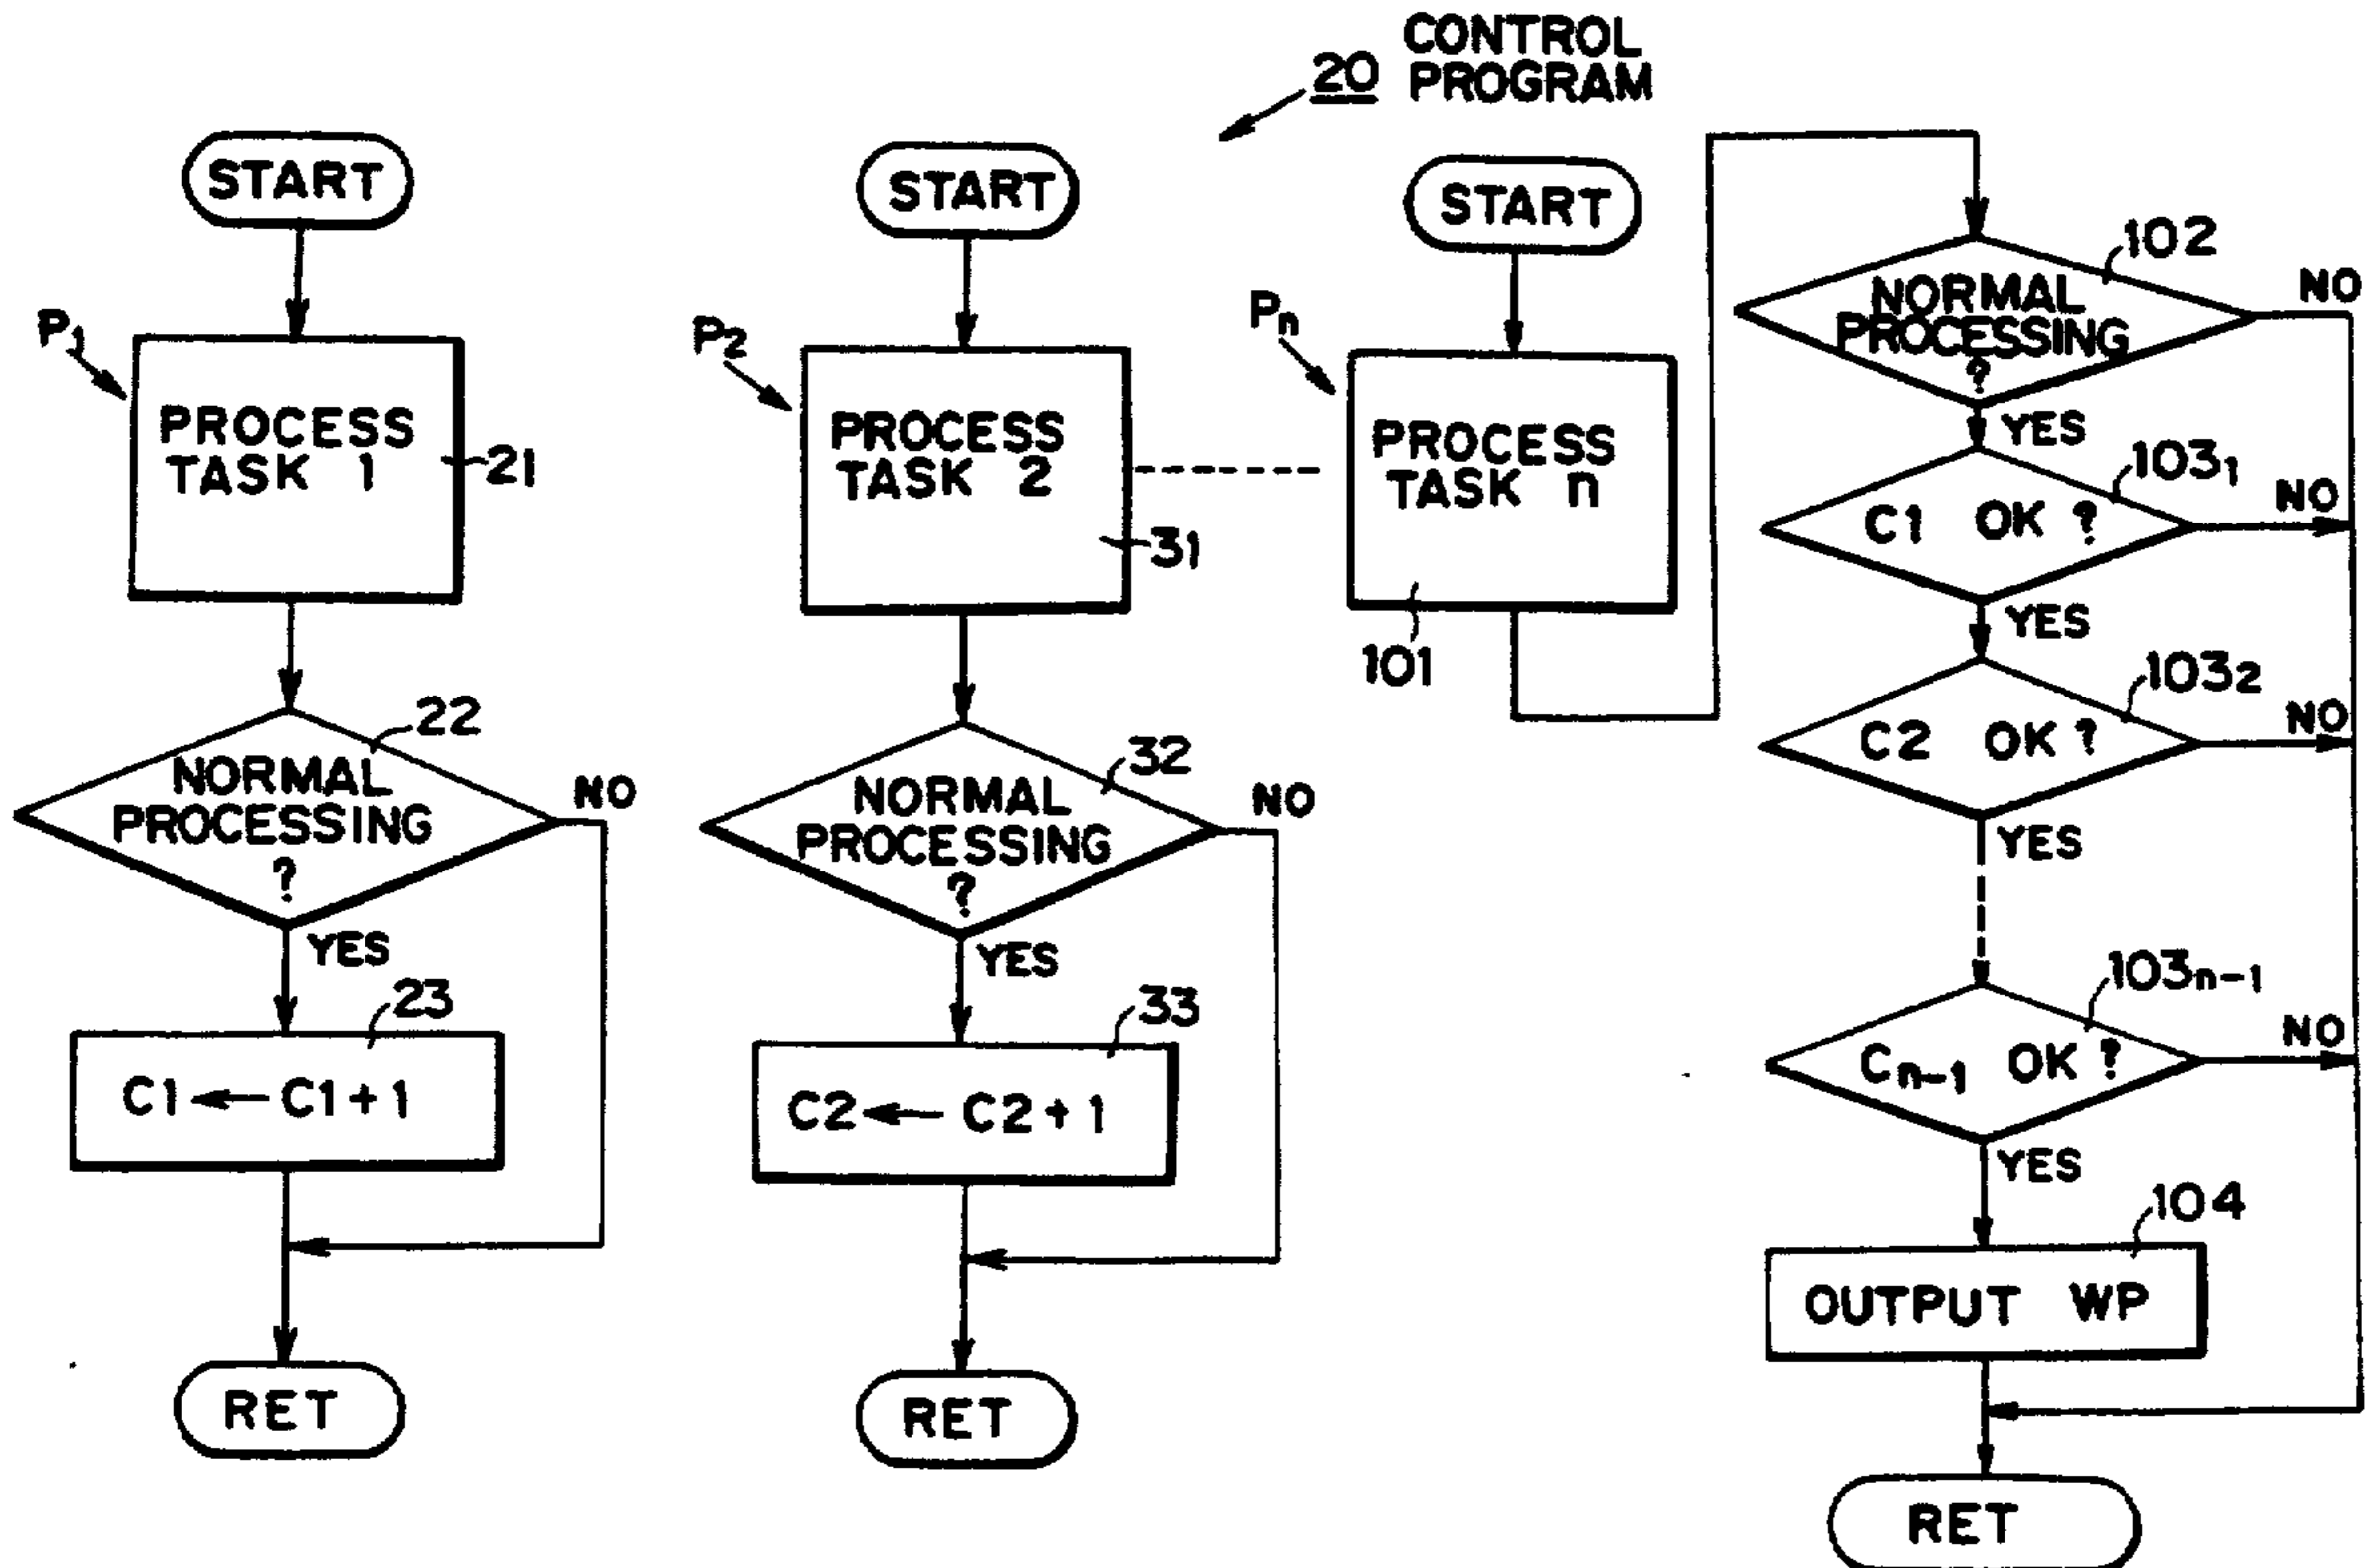 20 CONTROL
PROGRAM
START
P1
PROCESS
TASK 1
21
22
NORMAL
PROCESSING
?
NO
YES
23
C1 ← C1+1
RET
START
P2
PROCESS
TASK 2
31
32
NORMAL
PROCESSING
?
NO
YES
33
C2 ← C2+1
RET
START
Pn
PROCESS
TASK n
101
102
NORMAL
PROCESSING
?
NO
YES
103₁
C1 OK ?
NO
YES
103₂
C2 OK ?
NO
YES
103n-1
Cn-1 OK ?
NO
YES
104
OUTPUT WP
RET